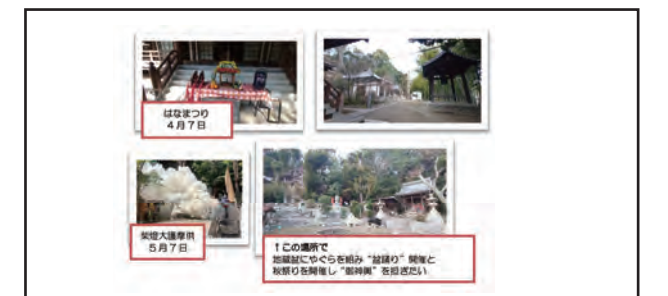 はなまつり
4月7日
柴燈大護摩供
5月7日
↑この場所で
地蔵盆にやぐらを組み“盆踊り”開催と
秋祭りを開催し“御神輿”を担ぎたい